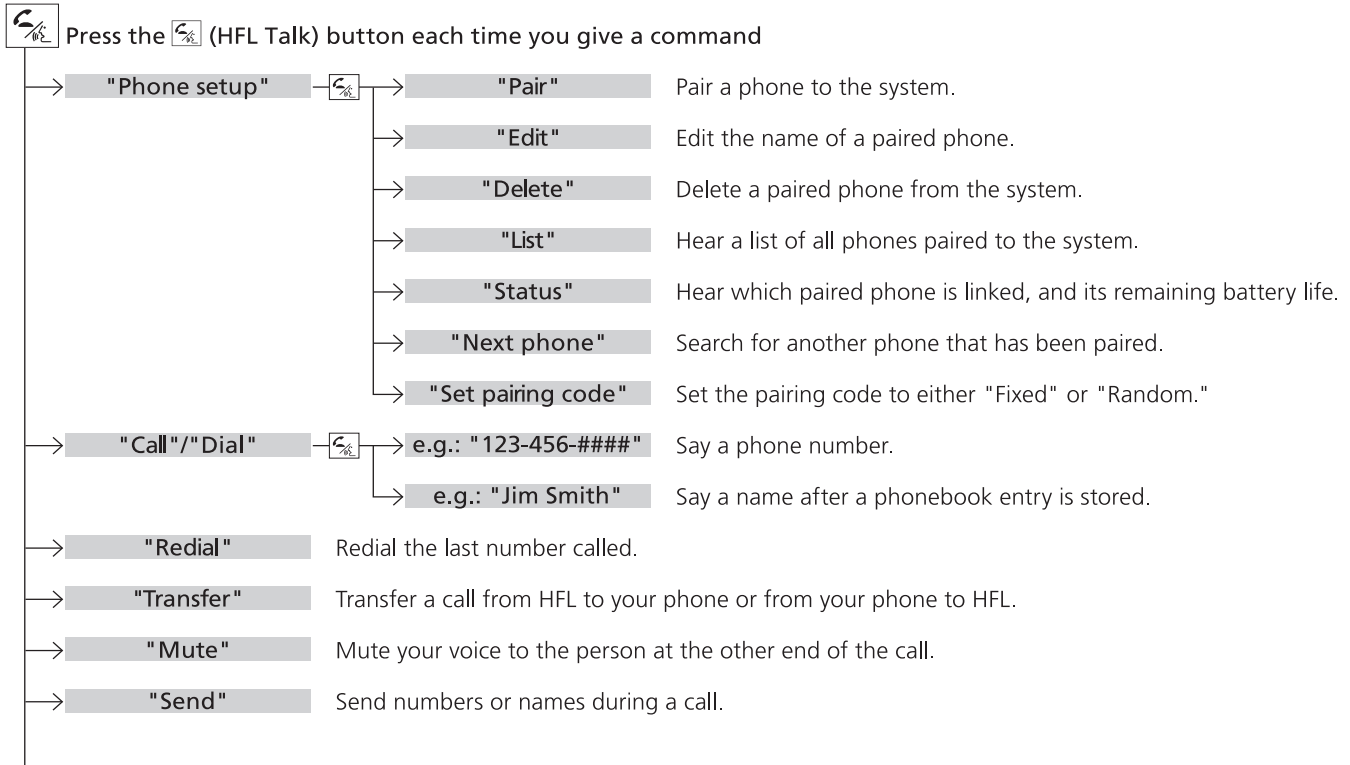 Press the (HFL Talk) button each time you give a command
"Phone setup" "Pair" Pair a phone to the system.
"Edit" Edit the name of a paired phone.
"Delete" Delete a paired phone from the system.
"List" Hear a list of all phones paired to the system.
"Status" Hear which paired phone is linked, and its remaining battery life.
"Next phone" Search for another phone that has been paired.
"Set pairing code" Set the pairing code to either "Fixed" or "Random."
"Call"/"Dial" e.g.: "123-456-####" Say a phone number.
e.g.: "Jim Smith" Say a name after a phonebook entry is stored.
"Redial" Redial the last number called.
"Transfer" Transfer a call from HFL to your phone or from your phone to HFL.
"Mute" Mute your voice to the person at the other end of the call.
"Send" Send numbers or names during a call.